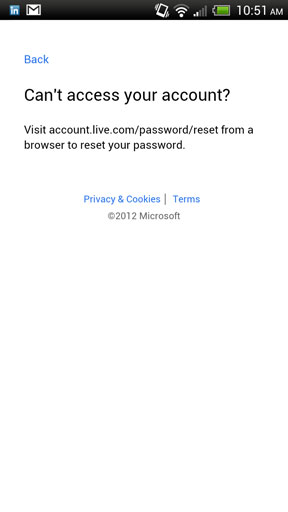 in 10:51 AM
Back
Can't access your account?
Visit account.live.com/password/reset from a
browser to reset your password.
Privacy & Cookies | Terms
©2012 Microsoft